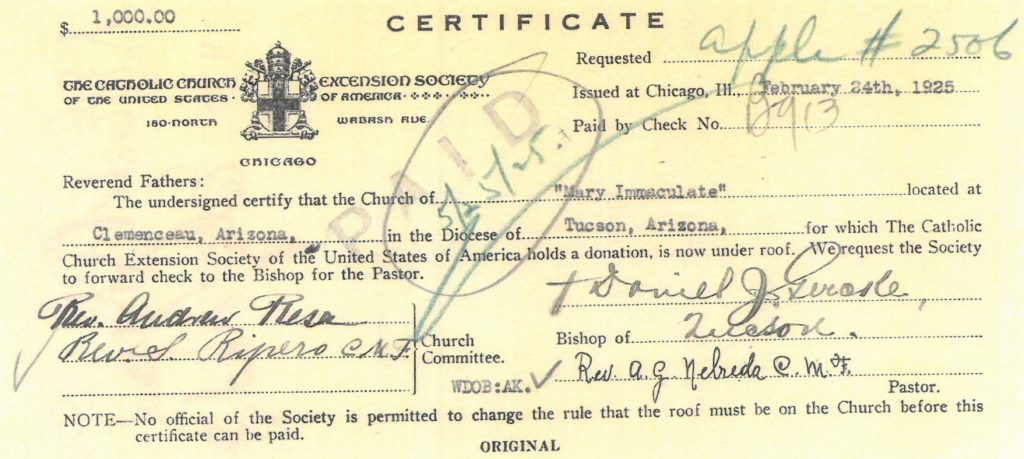 $ 1,000.00
CERTIFICATE
Requested apple # 2506
THE CATHOLIC CHURCH EXTENSION SOCIETY
OF THE UNITED STATES · OF AMERICA
180·NORTH WABASH AVE.
CHICAGO
Issued at Chicago, Ill., February 24th, 1925
Paid by Check No. 8913
PAID
5/25/25
Reverend Fathers:
The undersigned certify that the Church of "Mary Immaculate" located at
Clemenceau, Arizona, in the Diocese of Tucson, Arizona, for which The Catholic
Church Extension Society of the United States of America holds a donation, is now under roof. We request the Society
to forward check to the Bishop for the Pastor.
+ Daniel J. Gercke,
Rev. Andrew Resa
Rev. S. Ripero C.M.F. Church Committee.
Bishop of Tucson.
WDOB:AK. Rev. A. G. Nebreda C. M. F. Pastor.
NOTE—No official of the Society is permitted to change the rule that the roof must be on the Church before this
certificate can be paid.
ORIGINAL